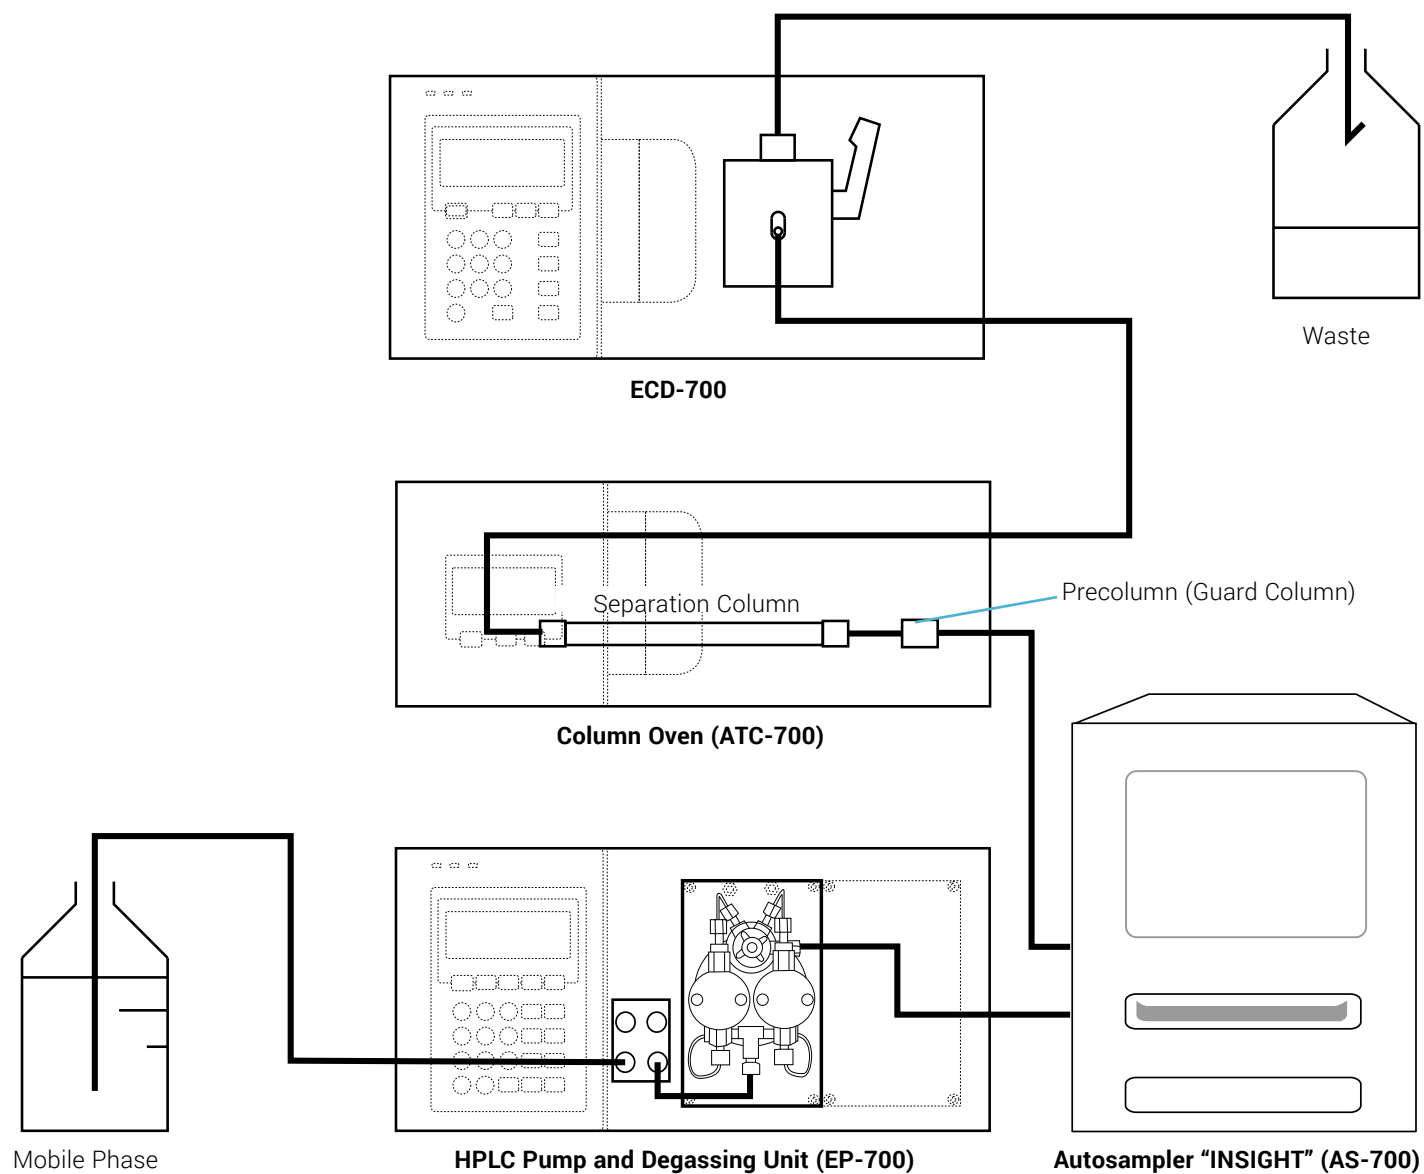 Waste
ECD-700
Separation Column
Precolumn (Guard Column)
Column Oven (ATC-700)
Mobile Phase
HPLC Pump and Degassing Unit (EP-700)
Autosampler “INSIGHT” (AS-700)